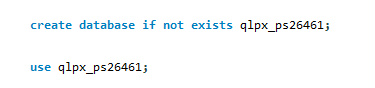 create database if not exists qlpx_ps26461;
use qlpx_ps26461;